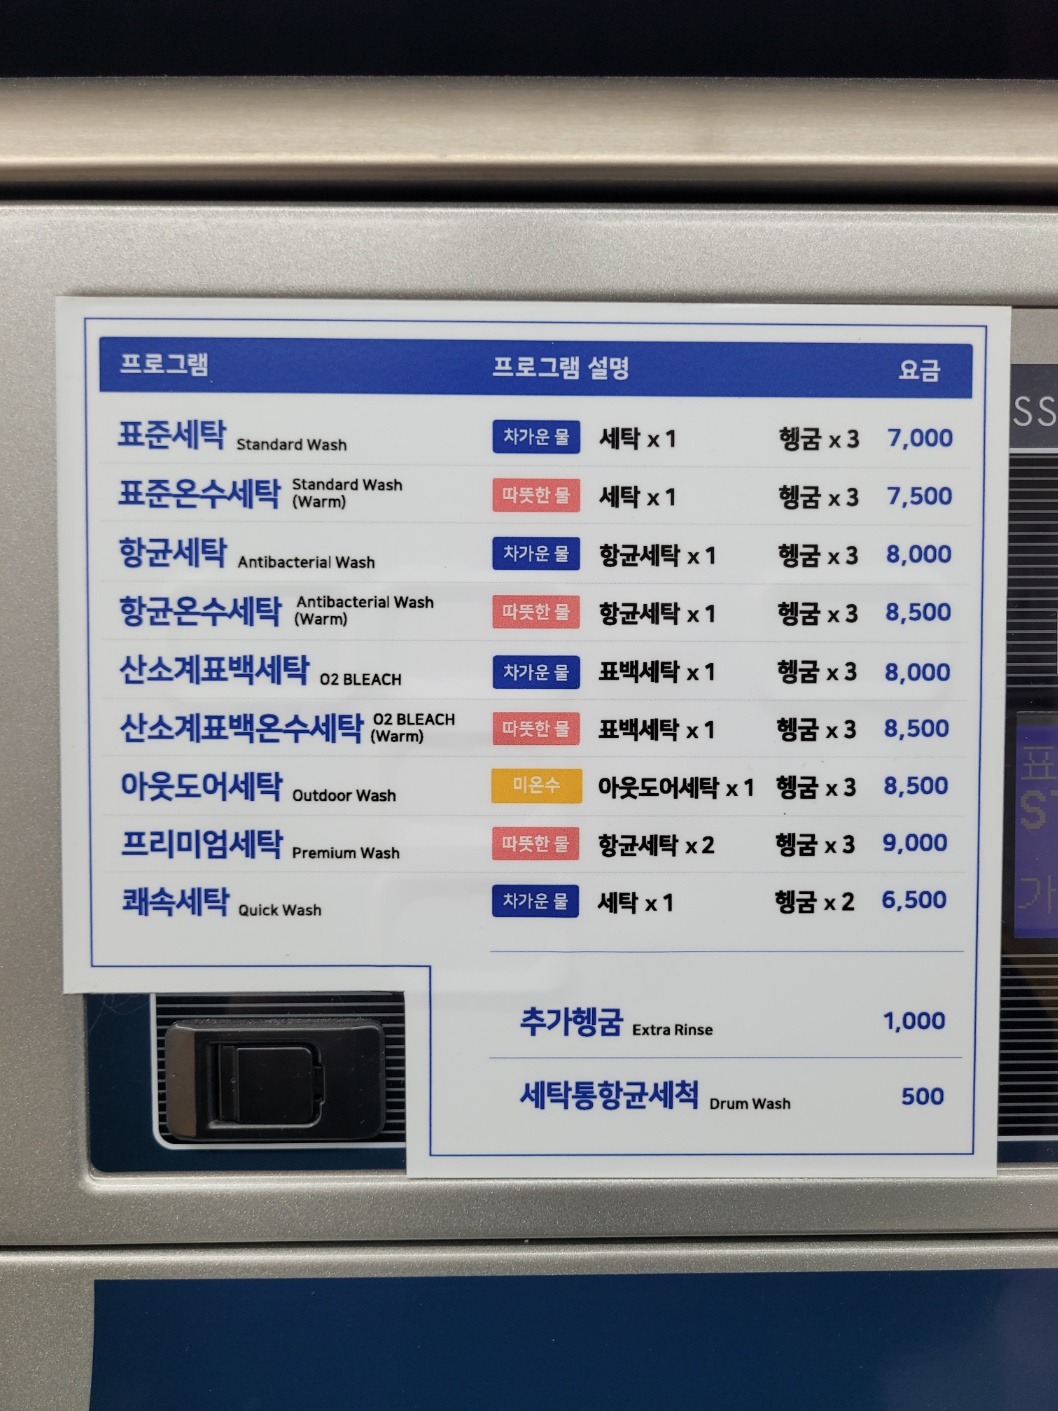 프로그램 프로그램 설명 요금
표준세탁 Standard Wash 차가운 물 세탁 x 1 헹굼 x 3 7,000
표준온수세탁 Standard Wash (Warm) 따뜻한 물 세탁 x 1 헹굼 x 3 7,500
항균세탁 Antibacterial Wash 차가운 물 항균세탁 x 1 헹굼 x 3 8,000
항균온수세탁 Antibacterial Wash (Warm) 따뜻한 물 항균세탁 x 1 헹굼 x 3 8,500
산소계표백세탁 O2 BLEACH 차가운 물 표백세탁 x 1 헹굼 x 3 8,000
산소계표백온수세탁 O2 BLEACH (Warm) 따뜻한 물 표백세탁 x 1 헹굼 x 3 8,500
아웃도어세탁 Outdoor Wash 미온수 아웃도어세탁 x 1 헹굼 x 3 8,500
프리미엄세탁 Premium Wash 따뜻한 물 항균세탁 x 2 헹굼 x 3 9,000
쾌속세탁 Quick Wash 차가운 물 세탁 x 1 헹굼 x 2 6,500
추가헹굼 Extra Rinse 1,000
세탁통항균세척 Drum Wash 500